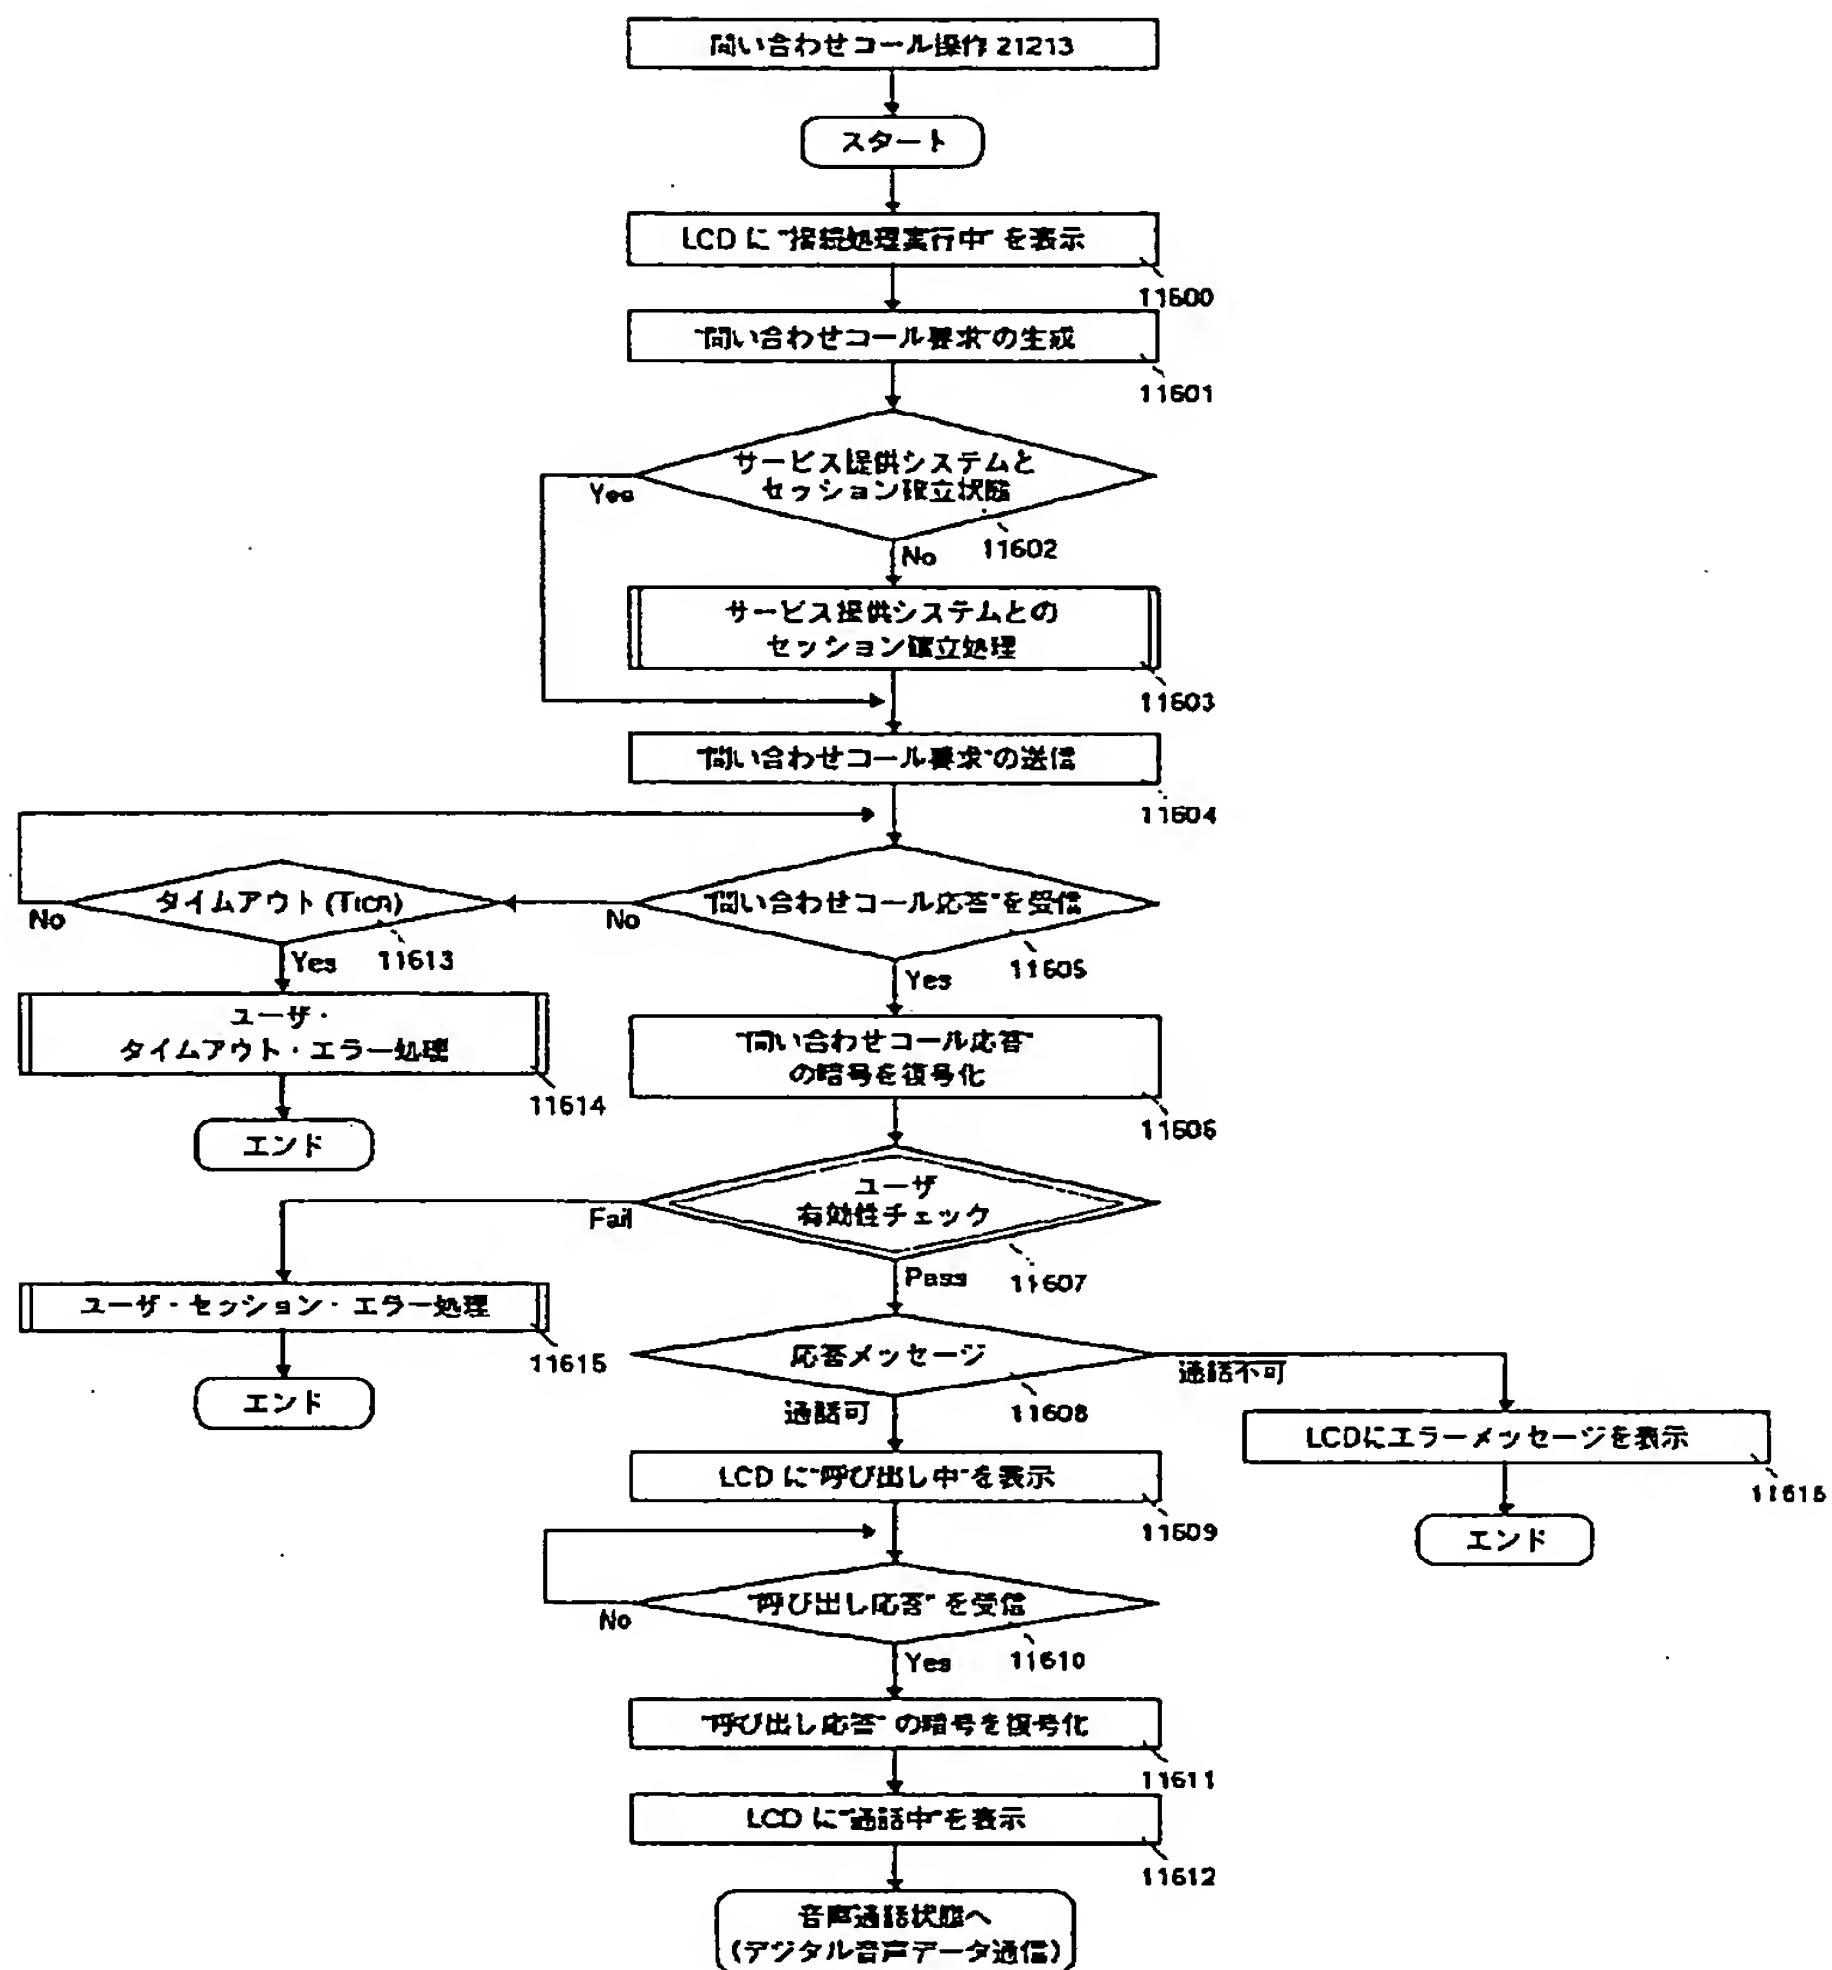 問い合わせコール操作 21213
スタート
LCD に "接続処理実行中" を表示
11600
"問い合わせコール要求"の生成
11601
サービス提供システムと
セッション確立状態
Yes
11602
No
サービス提供システムとの
セッション確立処理
11603
"問い合わせコール要求"の送信
11604
タイムアウト (TICR)
No
"問い合わせコール応答"を受信
No
11613
Yes
11605
Yes
ユーザ・
タイムアウト・エラー処理
11614
エンド
"問い合わせコール応答"
の暗号を復号化
11606
ユーザ
有効性チェック
Fail
11607
Pass
ユーザ・セッション・エラー処理
11615
エンド
応答メッセージ
通話不可
11608
通話可
LCDにエラーメッセージを表示
11616
エンド
LCD に"呼び出し中"を表示
11609
"呼び出し応答" を受信
No
11610
Yes
"呼び出し応答" の暗号を復号化
11611
LCD に"通話中"を表示
11612
音声通話状態へ
(デジタル音声データ通信)